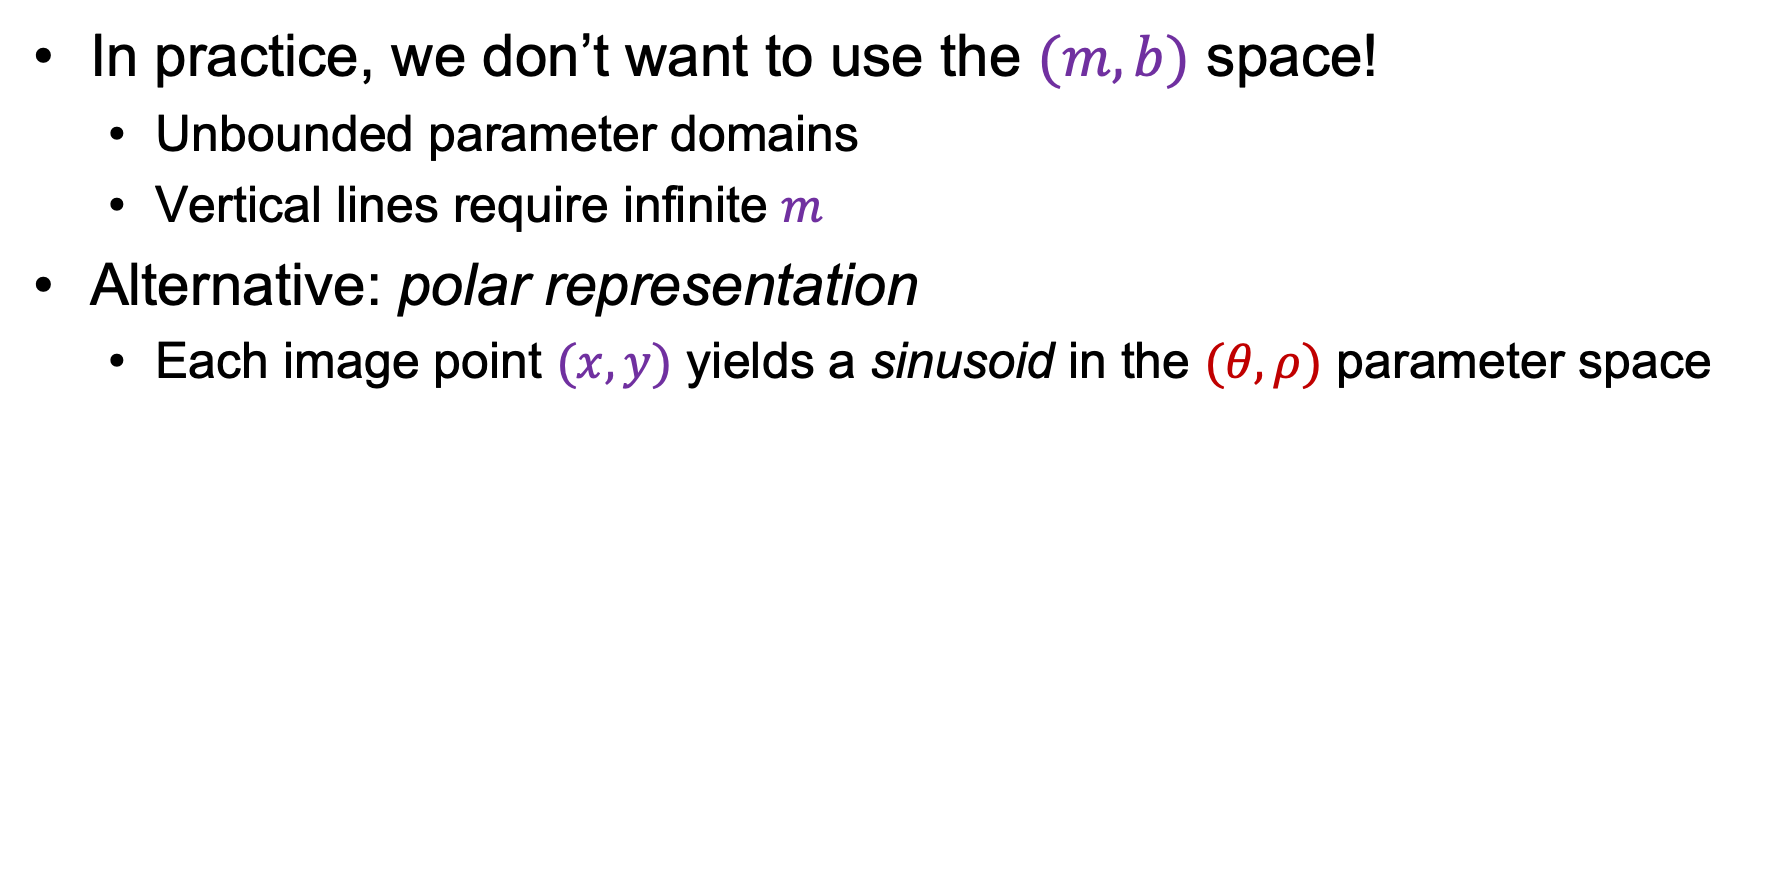 • In practice, we don’t want to use the (m, b) space!
• Unbounded parameter domains
• Vertical lines require infinite m
• Alternative: polar representation
• Each image point (x, y) yields a sinusoid in the (θ, ρ) parameter space